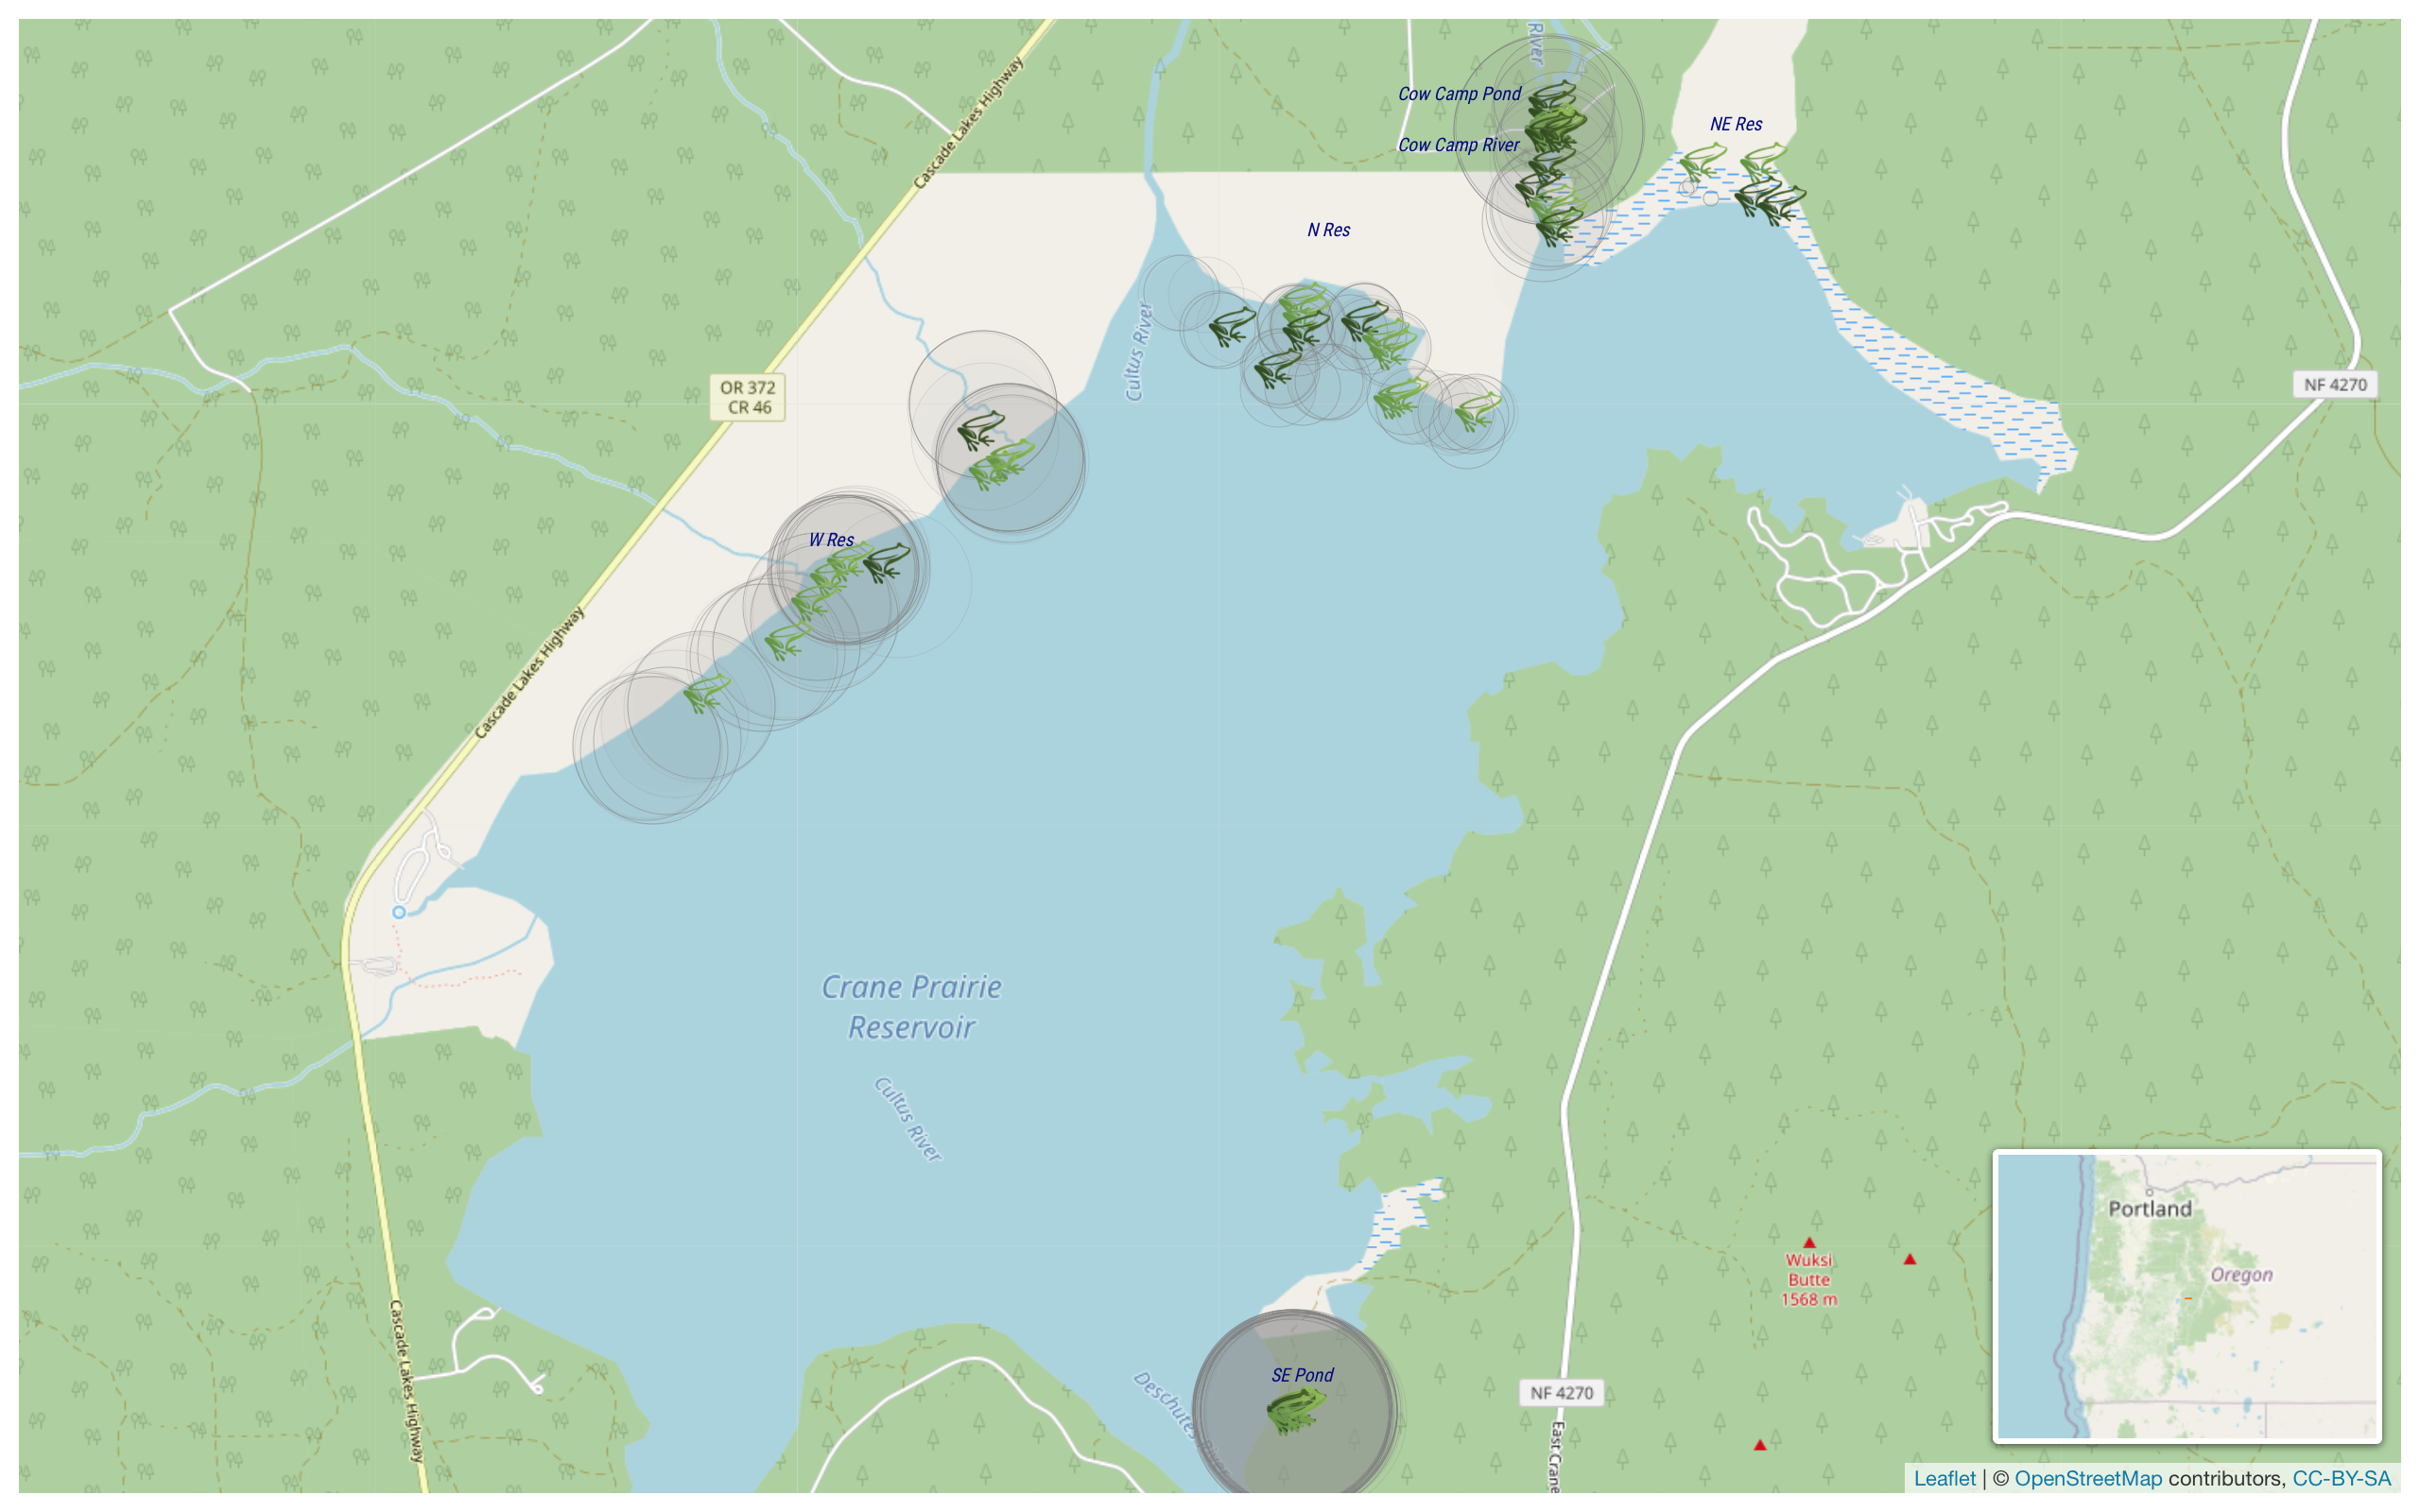 River
Cascade Lakes Highway
Cow Camp Pond
NE Res
Cow Camp River
N Res
Cultus River
OR 372
CR 46
NF 4270
W Res
Cascade Lakes Highway
Crane Prairie
Reservoir
Cultus River
Portland
Oregon
Wuksi
Butte
1568 m
Cascade Lakes Highway
SE Pond
Deschutes River
NF 4270
East Crane
Leaflet | © OpenStreetMap contributors, CC-BY-SA